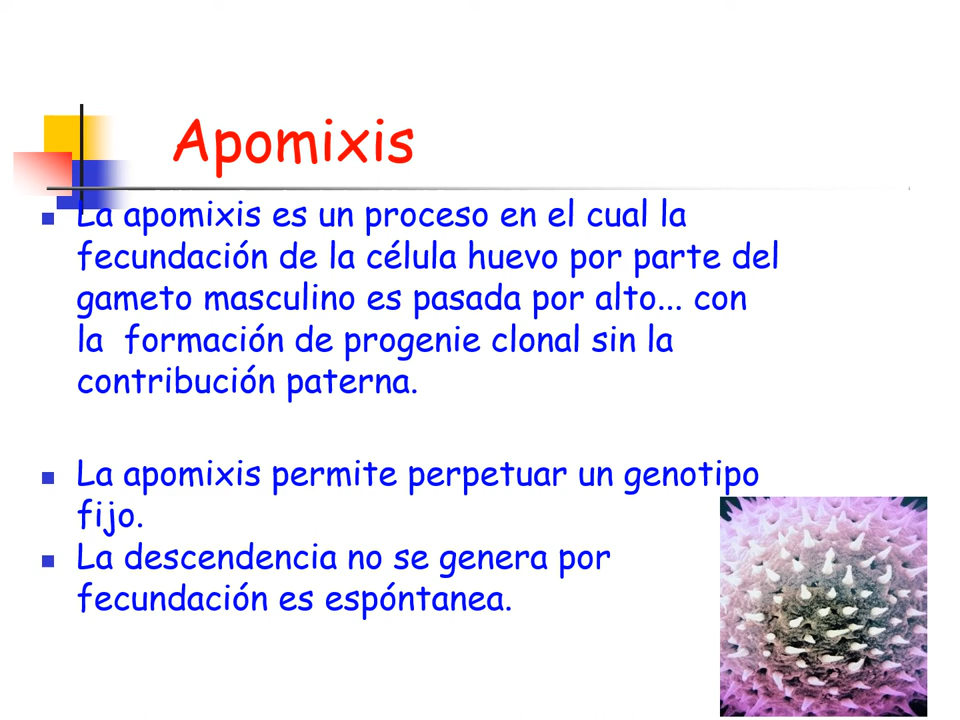 Apomixis
La apomixis es un proceso en el cual la
fecundación de la célula huevo por parte del
gameto masculino es pasada por alto... con
la  formación de progenie clonal sin la
contribución paterna.
La apomixis permite perpetuar un genotipo
fijo.
La descendencia no se genera por
fecundación es espóntanea.